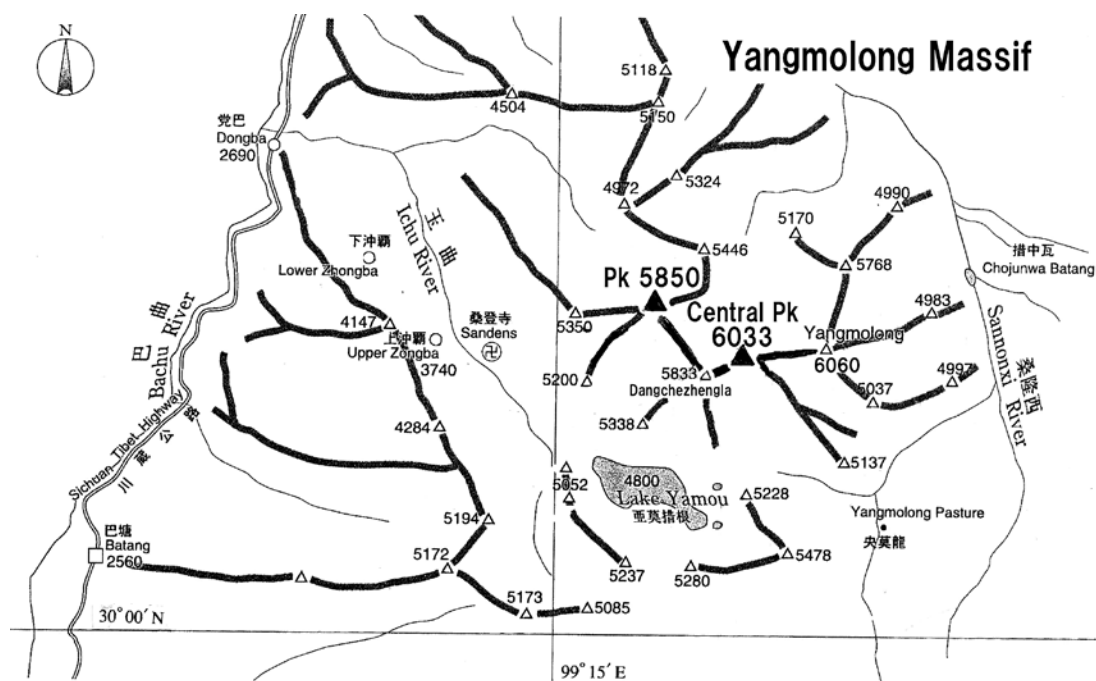 N
Yangmolong Massif
5118
4504
5150
党巴
Dongba
2690
5324
4972
4990
5170
玉曲
Ichu River
下沖覇
Lower Zhongba
5446
5768
措中瓦
Chojunwa Batang
Pk 5850
Central Pk
6033
4983
巴曲
Bachu River
4147
上沖覇
Upper Zongba
3740
桑登寺
Sandens
卍
5350
Yangmolong
6060
Sannonxi River
桑隆西
5200
5833
Dangchezhengla
5037
4997
Sichuan_Tibet_Highway
川蔵公路
4284
5338
5137
5052
4800
Lake Yamou
亜莫措根
5228
5194
Yangmolong Pasture
央莫龍
巴塘
Batang
2560
5172
5237
5280
5478
5173
5085
30°00′N
99°15′E